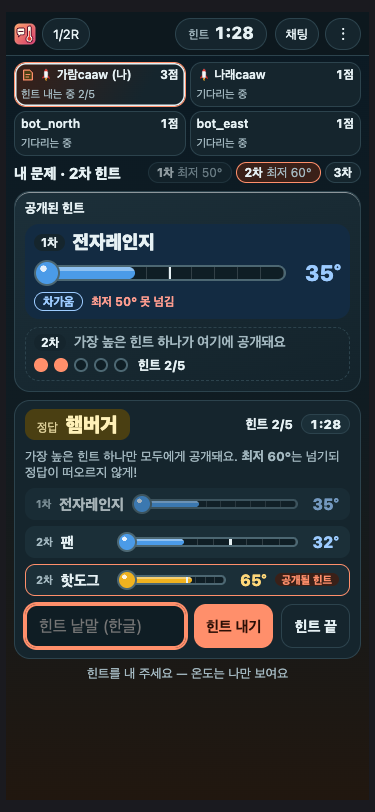 1/2R
힌트 1:28
채팅
가람caaw (나) 3점
힌트 내는 중 2/5
나래caaw 1점
기다리는 중
bot_north 1점
기다리는 중
bot_east 1점
기다리는 중
내 문제 · 2차 힌트
1차 최저 50°
2차 최저 60°
3차
공개된 힌트
1차 전자레인지
35°
차가움 최저 50° 못 넘김
2차 가장 높은 힌트 하나가 여기에 공개돼요
힌트 2/5
정답 햄버거
힌트 2/5 1:28
가장 높은 힌트 하나만 모두에게 공개돼요. 최저 60°는 넘기되
정답이 떠오르지 않게!
1차 전자레인지 35°
2차 팬 32°
2차 핫도그 65° 공개될 힌트
힌트 낱말 (한글)
힌트 내기
힌트 끝
힌트를 내 주세요 — 온도는 나만 보여요